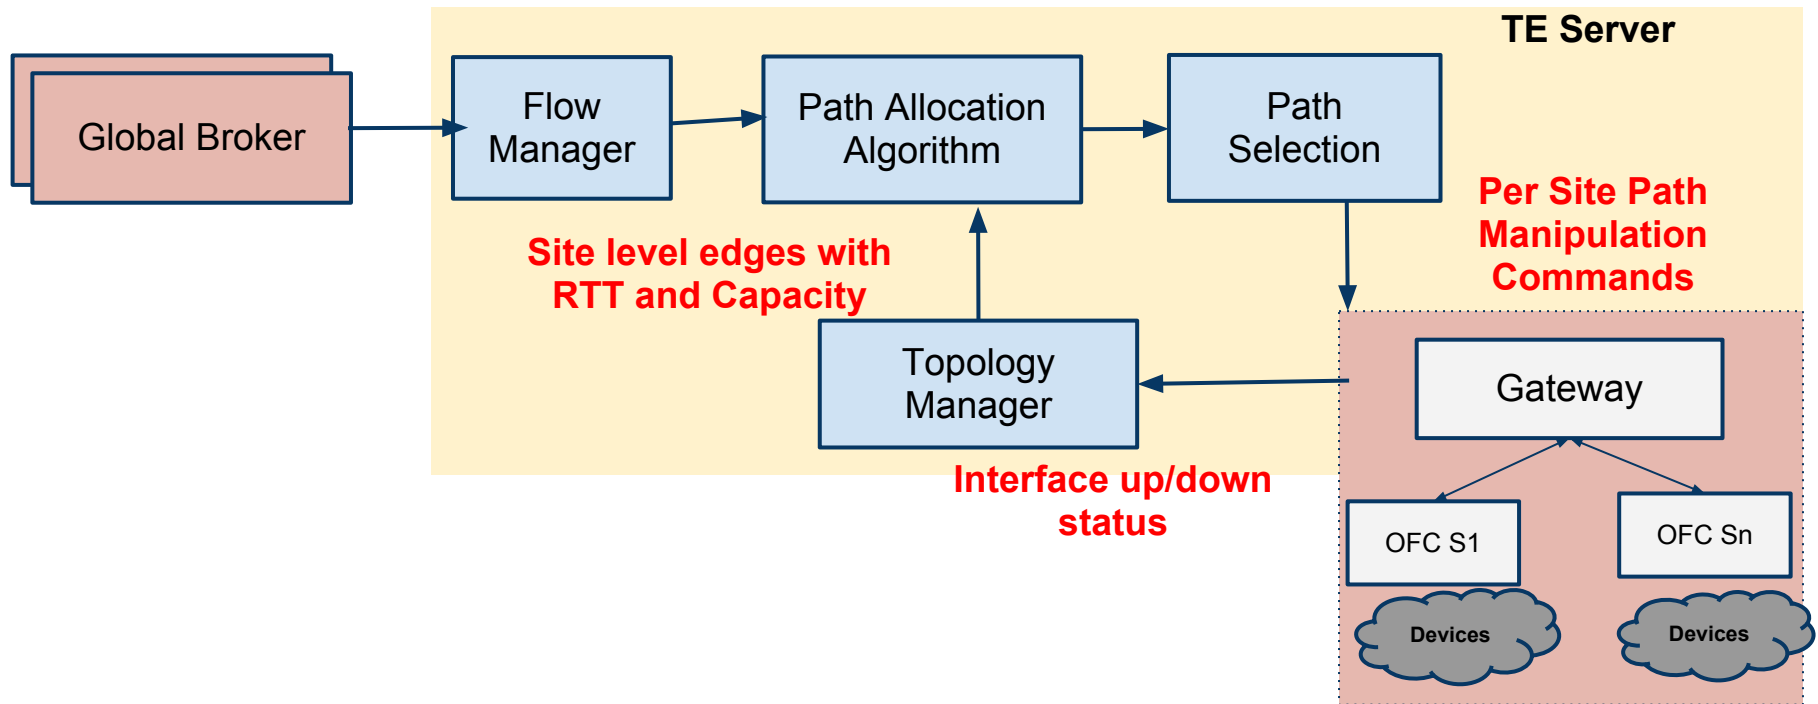 TE Server
Global Broker
Flow
Manager
Path Allocation
Algorithm
Path
Selection
Per Site Path
Manipulation
Commands
Site level edges with
RTT and Capacity
Topology
Manager
Gateway
Interface up/down
status
OFC S1
OFC Sn
Devices
Devices